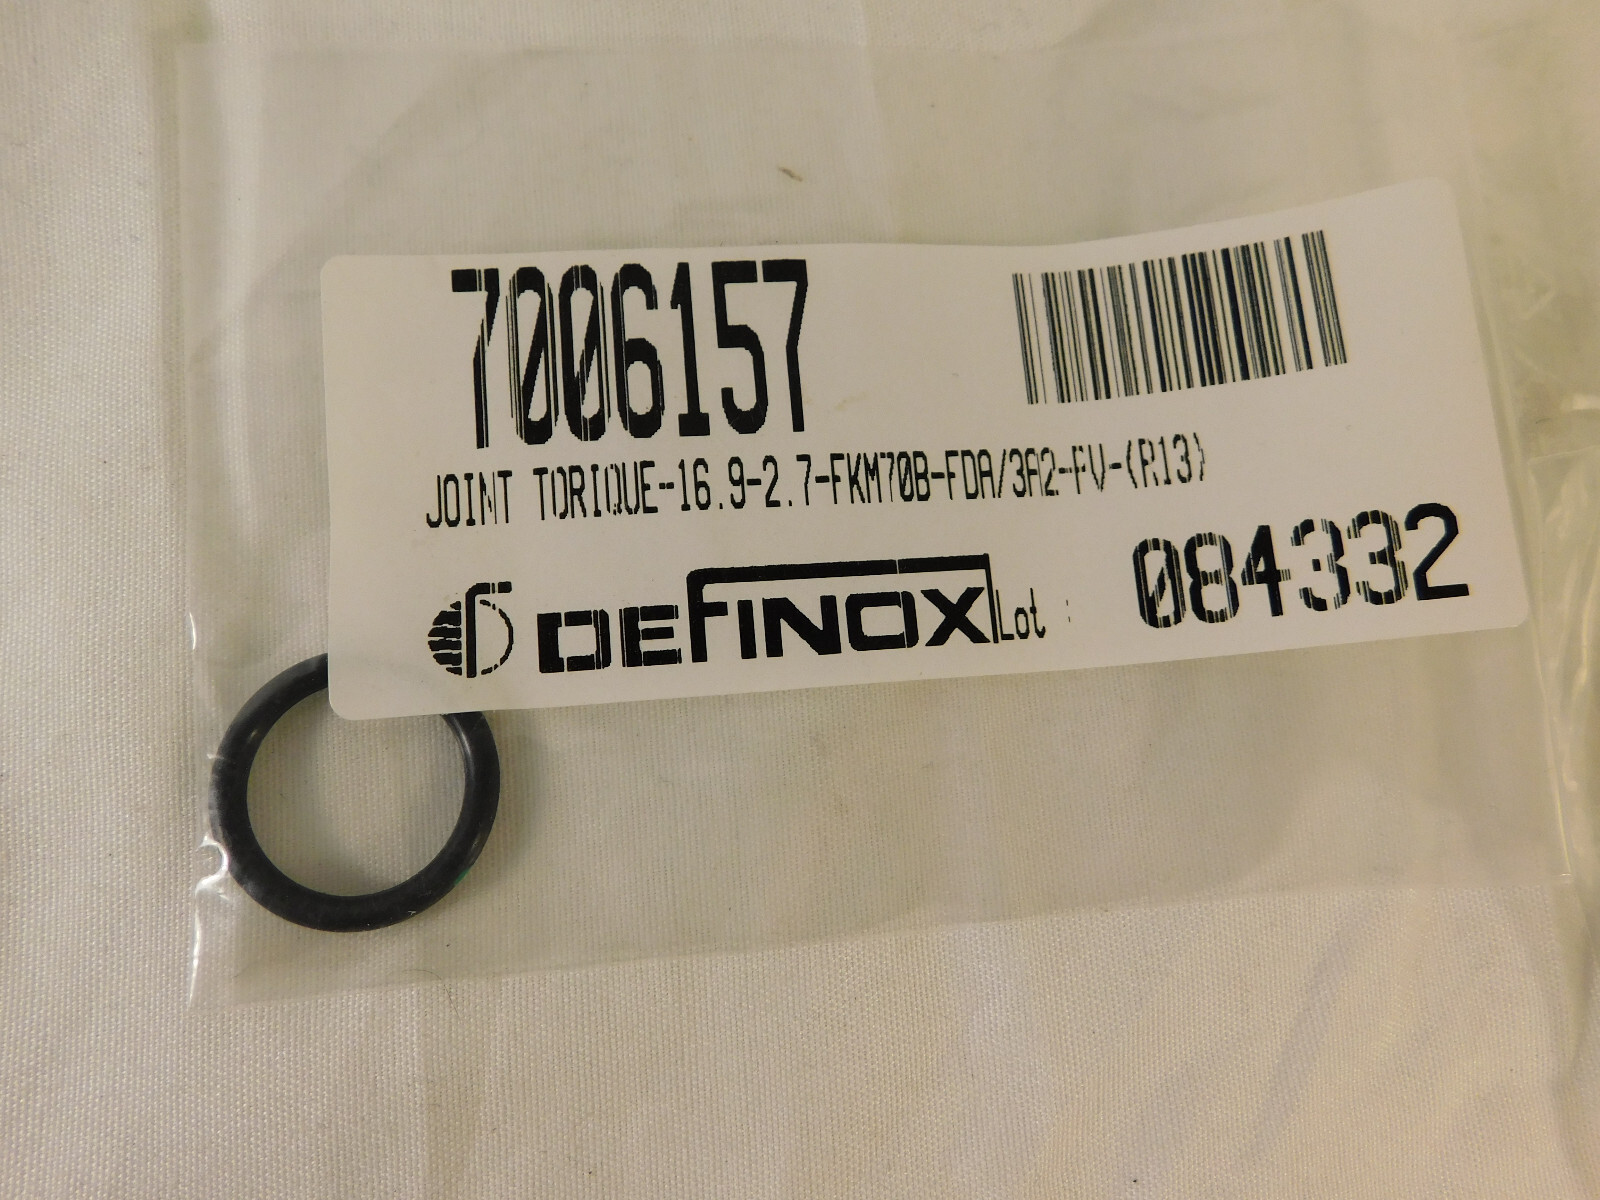 7006157
JOINT TORIQUE-16.9-2.7-FKM70B-FDA/3A2-FV-(R13)
DEFINOX Lot : 084332